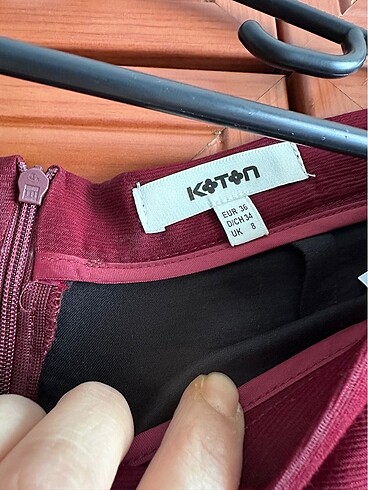 KOTON
EUR 36
D/CH 34
UK 8